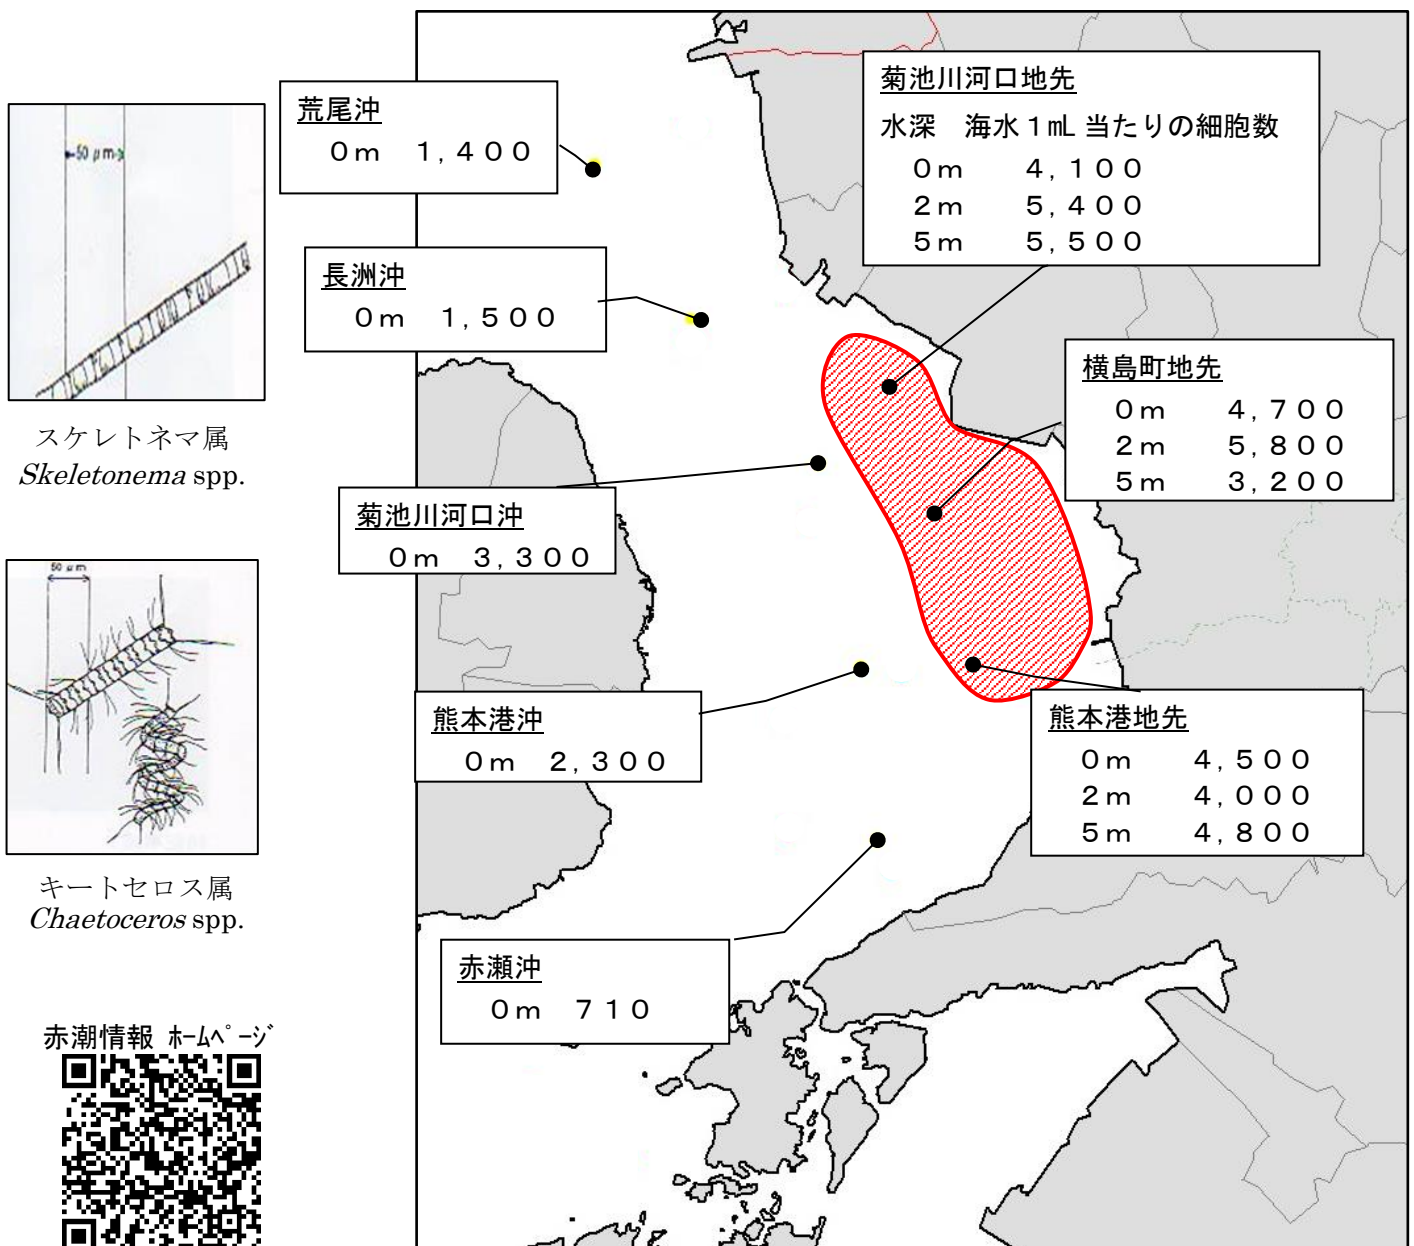 荒尾沖
0m 1,400
長洲沖
0m 1,500
菊池川河口地先
水深 海水1mL当たりの細胞数
0m 4,100
2m 5,400
5m 5,500
横島町地先
0m 4,700
2m 5,800
5m 3,200
菊池川河口沖
0m 3,300
熊本港沖
0m 2,300
熊本港地先
0m 4,500
2m 4,000
5m 4,800
赤瀬沖
0m 710
50 μm
スケレトネマ属
Skeletonema spp.
50 μm
キートセロス属
Chaetoceros spp.
赤潮情報 ホームページ